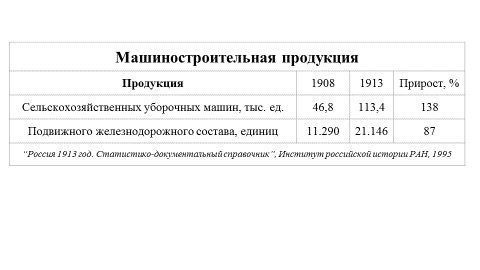 Машиностроительная продукция
Продукция 1908 1913 Прирост, %
Сельскохозяйственных уборочных машин, тыс. ед. 46,8 113,4 138
Подвижного железнодорожного состава, единиц 11.290 21.146 87
"Россия 1913 год. Статистико-документальный справочник", Институт российской истории РАН, 1995